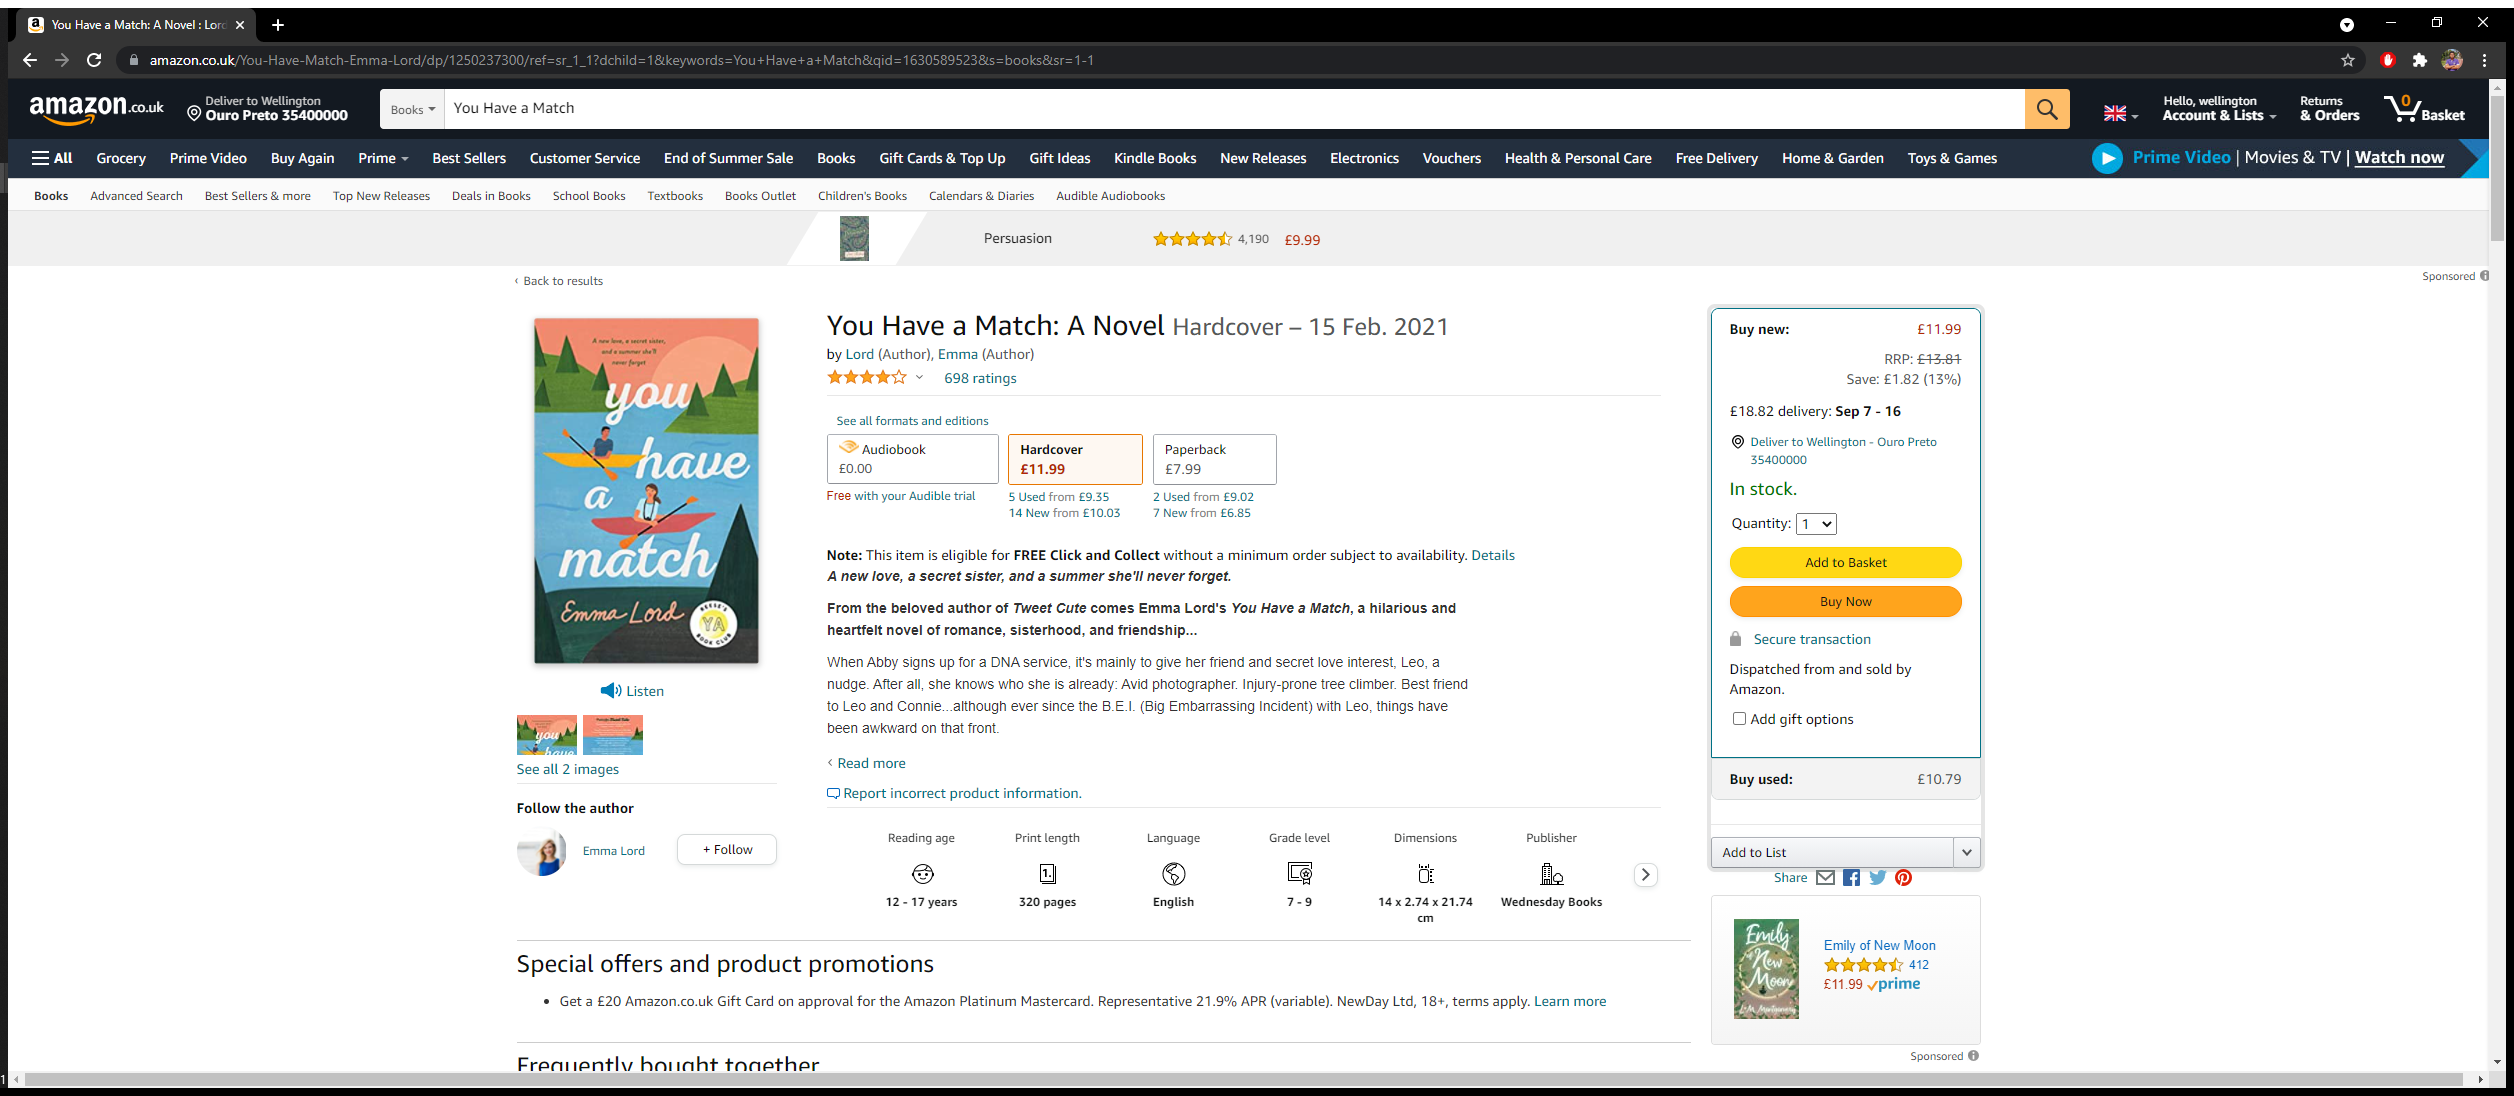 You Have a Match: A Novel : Lord
amazon.co.uk/You-Have-Match-Emma-Lord/dp/1250237300/ref=sr_1_1?dchild=1&keywords=You+Have+a+Match&qid=1630589523&s=books&sr=1-1
amazon.co.uk
Deliver to Wellington
Ouro Preto 35400000
Books
You Have a Match
Hello, wellington
Account & Lists
Returns
& Orders
0
Basket
All Grocery Prime Video Buy Again Prime Best Sellers Customer Service End of Summer Sale Books Gift Cards & Top Up Gift Ideas Kindle Books New Releases Electronics Vouchers Health & Personal Care Free Delivery Home & Garden Toys & Games
Prime Video | Movies & TV | Watch now
Books Advanced Search Best Sellers & more Top New Releases Deals in Books School Books Textbooks Books Outlet Children's Books Calendars & Diaries Audible Audiobooks
Persuasion 4,190 £9.99
Sponsored
‹ Back to results
A new love, a secret sister,
and a summer she'll
never forget
you
have
a
match
Emma Lord
REESE'S
YA
BOOK CLUB
Listen
you
have
See all 2 images
Follow the author
Emma Lord
+ Follow
You Have a Match: A Novel Hardcover – 15 Feb. 2021
by Lord (Author), Emma (Author)
698 ratings
See all formats and editions
Audiobook
£0.00
Free with your Audible trial
Hardcover
£11.99
5 Used from £9.35
14 New from £10.03
Paperback
£7.99
2 Used from £9.02
7 New from £6.85
Note: This item is eligible for FREE Click and Collect without a minimum order subject to availability. Details
A new love, a secret sister, and a summer she'll never forget.
From the beloved author of Tweet Cute comes Emma Lord's You Have a Match, a hilarious and
heartfelt novel of romance, sisterhood, and friendship...
When Abby signs up for a DNA service, it's mainly to give her friend and secret love interest, Leo, a
nudge. After all, she knows who she is already: Avid photographer. Injury-prone tree climber. Best friend
to Leo and Connie...although ever since the B.E.I. (Big Embarrassing Incident) with Leo, things have
been awkward on that front.
‹ Read more
Report incorrect product information.
Reading age
12 - 17 years
Print length
1.
320 pages
Language
English
Grade level
7 - 9
Dimensions
14 x 2.74 x 21.74
cm
Publisher
Wednesday Books
Buy new: £11.99
RRP: £13.81
Save: £1.82 (13%)
£18.82 delivery: Sep 7 - 16
Deliver to Wellington - Ouro Preto
35400000
In stock.
Quantity: 1
Add to Basket
Buy Now
Secure transaction
Dispatched from and sold by
Amazon.
Add gift options
Buy used: £10.79
Add to List
Share
Emily
of
New
Moon
L.M. Montgomery
Emily of New Moon
412
£11.99 prime
Sponsored
Special offers and product promotions
• Get a £20 Amazon.co.uk Gift Card on approval for the Amazon Platinum Mastercard. Representative 21.9% APR (variable). NewDay Ltd, 18+, terms apply. Learn more
Frequently bought together